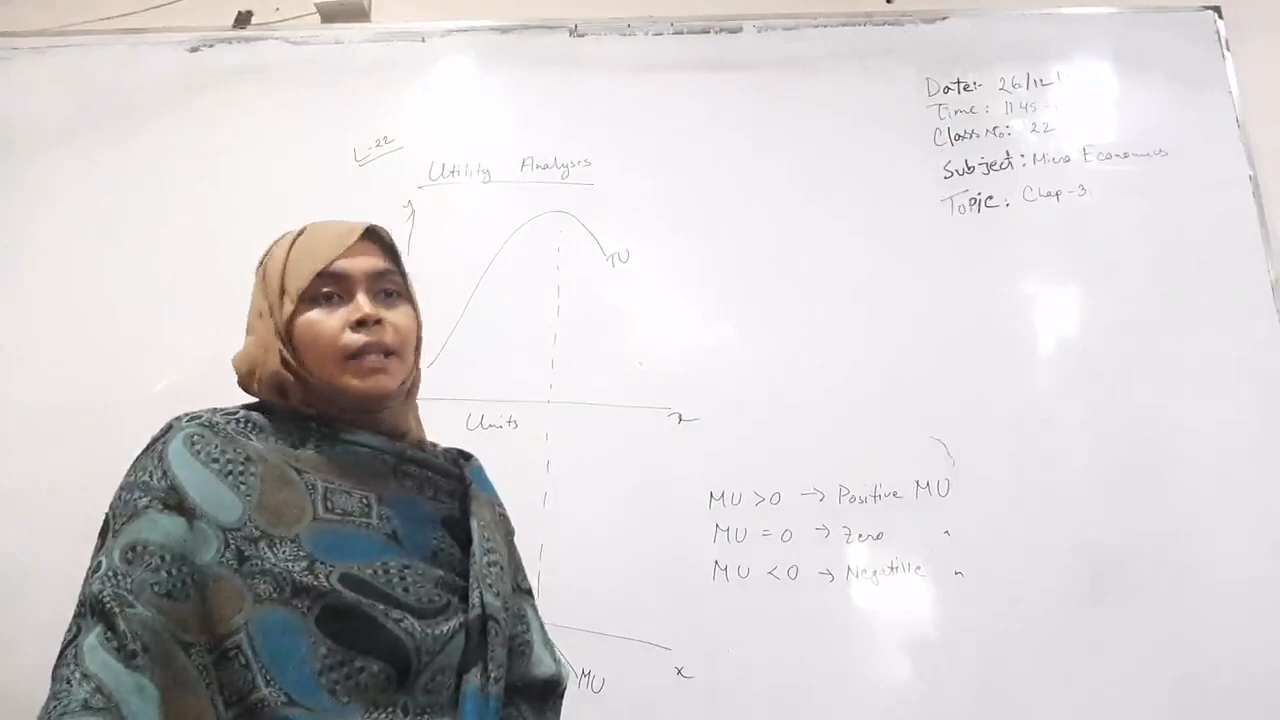 Date:- 26/12
Time: 11 45-
Class No: 22
Subject: Micro Economics
Topic: Chap-3
L-22
Utility Analyses
TU
Units
x
MU > 0 → Positive MU
MU = 0 → Zero "
MU < 0 → Negative "
MU
x